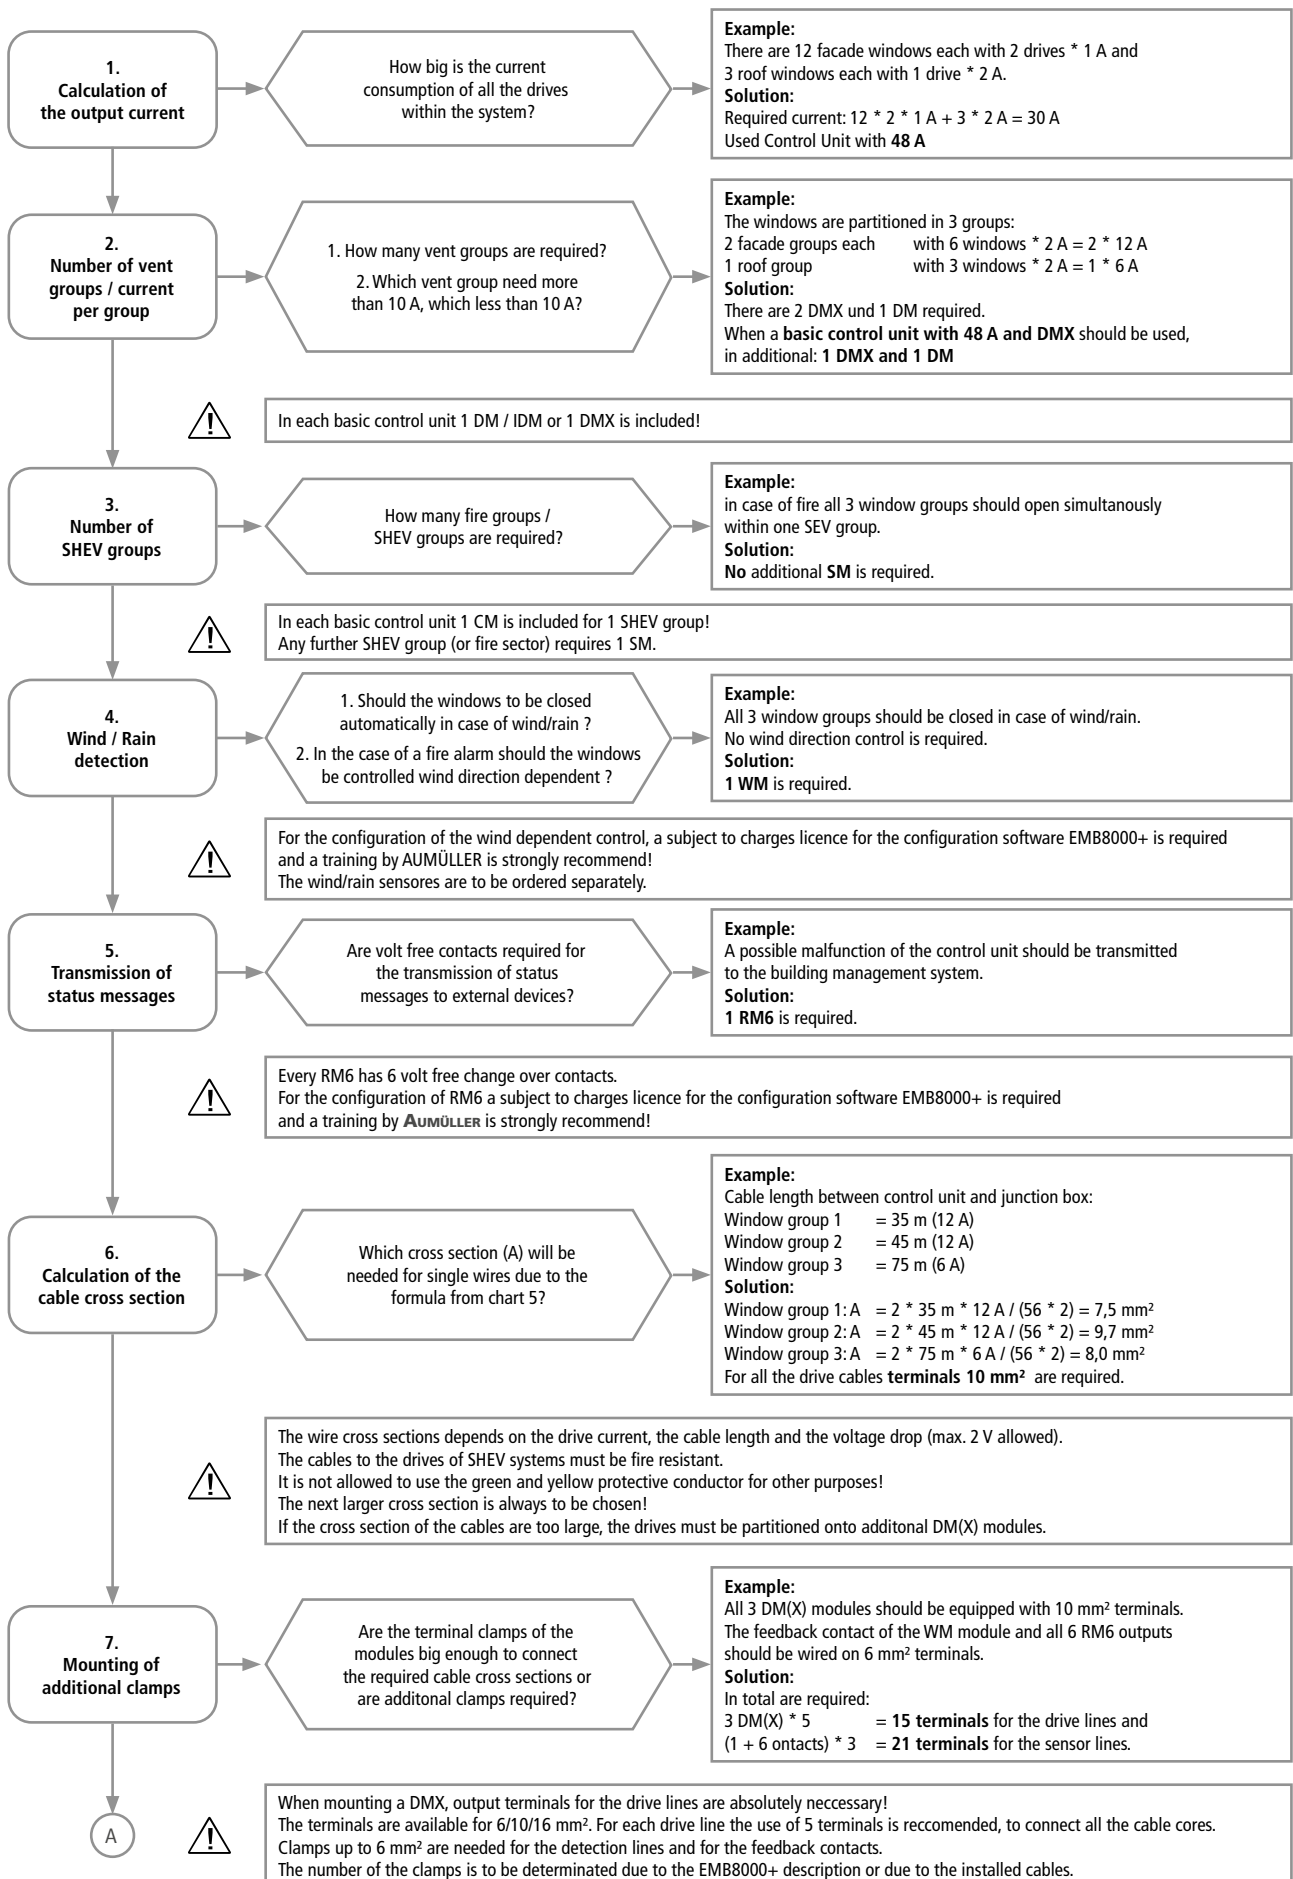 1.
Calculation of
the output current
How big is the current
consumption of all the drives
within the system?
Example:
There are 12 facade windows each with 2 drives * 1 A and
3 roof windows each with 1 drive * 2 A.
Solution:
Required current: 12 * 2 * 1 A + 3 * 2 A = 30 A
Used Control Unit with 48 A
2.
Number of vent
groups / current
per group
1. How many vent groups are required?
2. Which vent group need more
than 10 A, which less than 10 A?
Example:
The windows are partitioned in 3 groups:
2 facade groups each with 6 windows * 2 A = 2 * 12 A
1 roof group with 3 windows * 2 A = 1 * 6 A
Solution:
There are 2 DMX und 1 DM required.
When a basic control unit with 48 A and DMX should be used,
in additional: 1 DMX and 1 DM
In each basic control unit 1 DM / IDM or 1 DMX is included!
3.
Number of
SHEV groups
How many fire groups /
SHEV groups are required?
Example:
in case of fire all 3 window groups should open simultanously
within one SEV group.
Solution:
No additional SM is required.
In each basic control unit 1 CM is included for 1 SHEV group!
Any further SHEV group (or fire sector) requires 1 SM.
4.
Wind / Rain
detection
1. Should the windows to be closed
automatically in case of wind/rain ?
2. In the case of a fire alarm should the windows
be controlled wind direction dependent ?
Example:
All 3 window groups should be closed in case of wind/rain.
No wind direction control is required.
Solution:
1 WM is required.
For the configuration of the wind dependent control, a subject to charges licence for the configuration software EMB8000+ is required
and a training by AUMÜLLER is strongly recommend!
The wind/rain sensores are to be ordered separately.
5.
Transmission of
status messages
Are volt free contacts required for
the transmission of status
messages to external devices?
Example:
A possible malfunction of the control unit should be transmitted
to the building management system.
Solution:
1 RM6 is required.
Every RM6 has 6 volt free change over contacts.
For the configuration of RM6 a subject to charges licence for the configuration software EMB8000+ is required
and a training by AUMÜLLER is strongly recommend!
6.
Calculation of the
cable cross section
Which cross section (A) will be
needed for single wires due to the
formula from chart 5?
Example:
Cable length between control unit and junction box:
Window group 1 = 35 m (12 A)
Window group 2 = 45 m (12 A)
Window group 3 = 75 m (6 A)
Solution:
Window group 1: A = 2 * 35 m * 12 A / (56 * 2) = 7,5 mm²
Window group 2: A = 2 * 45 m * 12 A / (56 * 2) = 9,7 mm²
Window group 3: A = 2 * 75 m * 6 A / (56 * 2) = 8,0 mm²
For all the drive cables terminals 10 mm² are required.
The wire cross sections depends on the drive current, the cable length and the voltage drop (max. 2 V allowed).
The cables to the drives of SHEV systems must be fire resistant.
It is not allowed to use the green and yellow protective conductor for other purposes!
The next larger cross section is always to be chosen!
If the cross section of the cables are too large, the drives must be partitioned onto additonal DM(X) modules.
7.
Mounting of
additional clamps
Are the terminal clamps of the
modules big enough to connect
the required cable cross sections or
are additonal clamps required?
Example:
All 3 DM(X) modules should be equipped with 10 mm² terminals.
The feedback contact of the WM module and all 6 RM6 outputs
should be wired on 6 mm² terminals.
Solution:
In total are required:
3 DM(X) * 5 = 15 terminals for the drive lines and
(1 + 6 ontacts) * 3 = 21 terminals for the sensor lines.
A
When mounting a DMX, output terminals for the drive lines are absolutely neccessary!
The terminals are available for 6/10/16 mm². For each drive line the use of 5 terminals is reccomended, to connect all the cable cores.
Clamps up to 6 mm² are needed for the detection lines and for the feedback contacts.
The number of the clamps is to be determinated due to the EMB8000+ description or due to the installed cables.